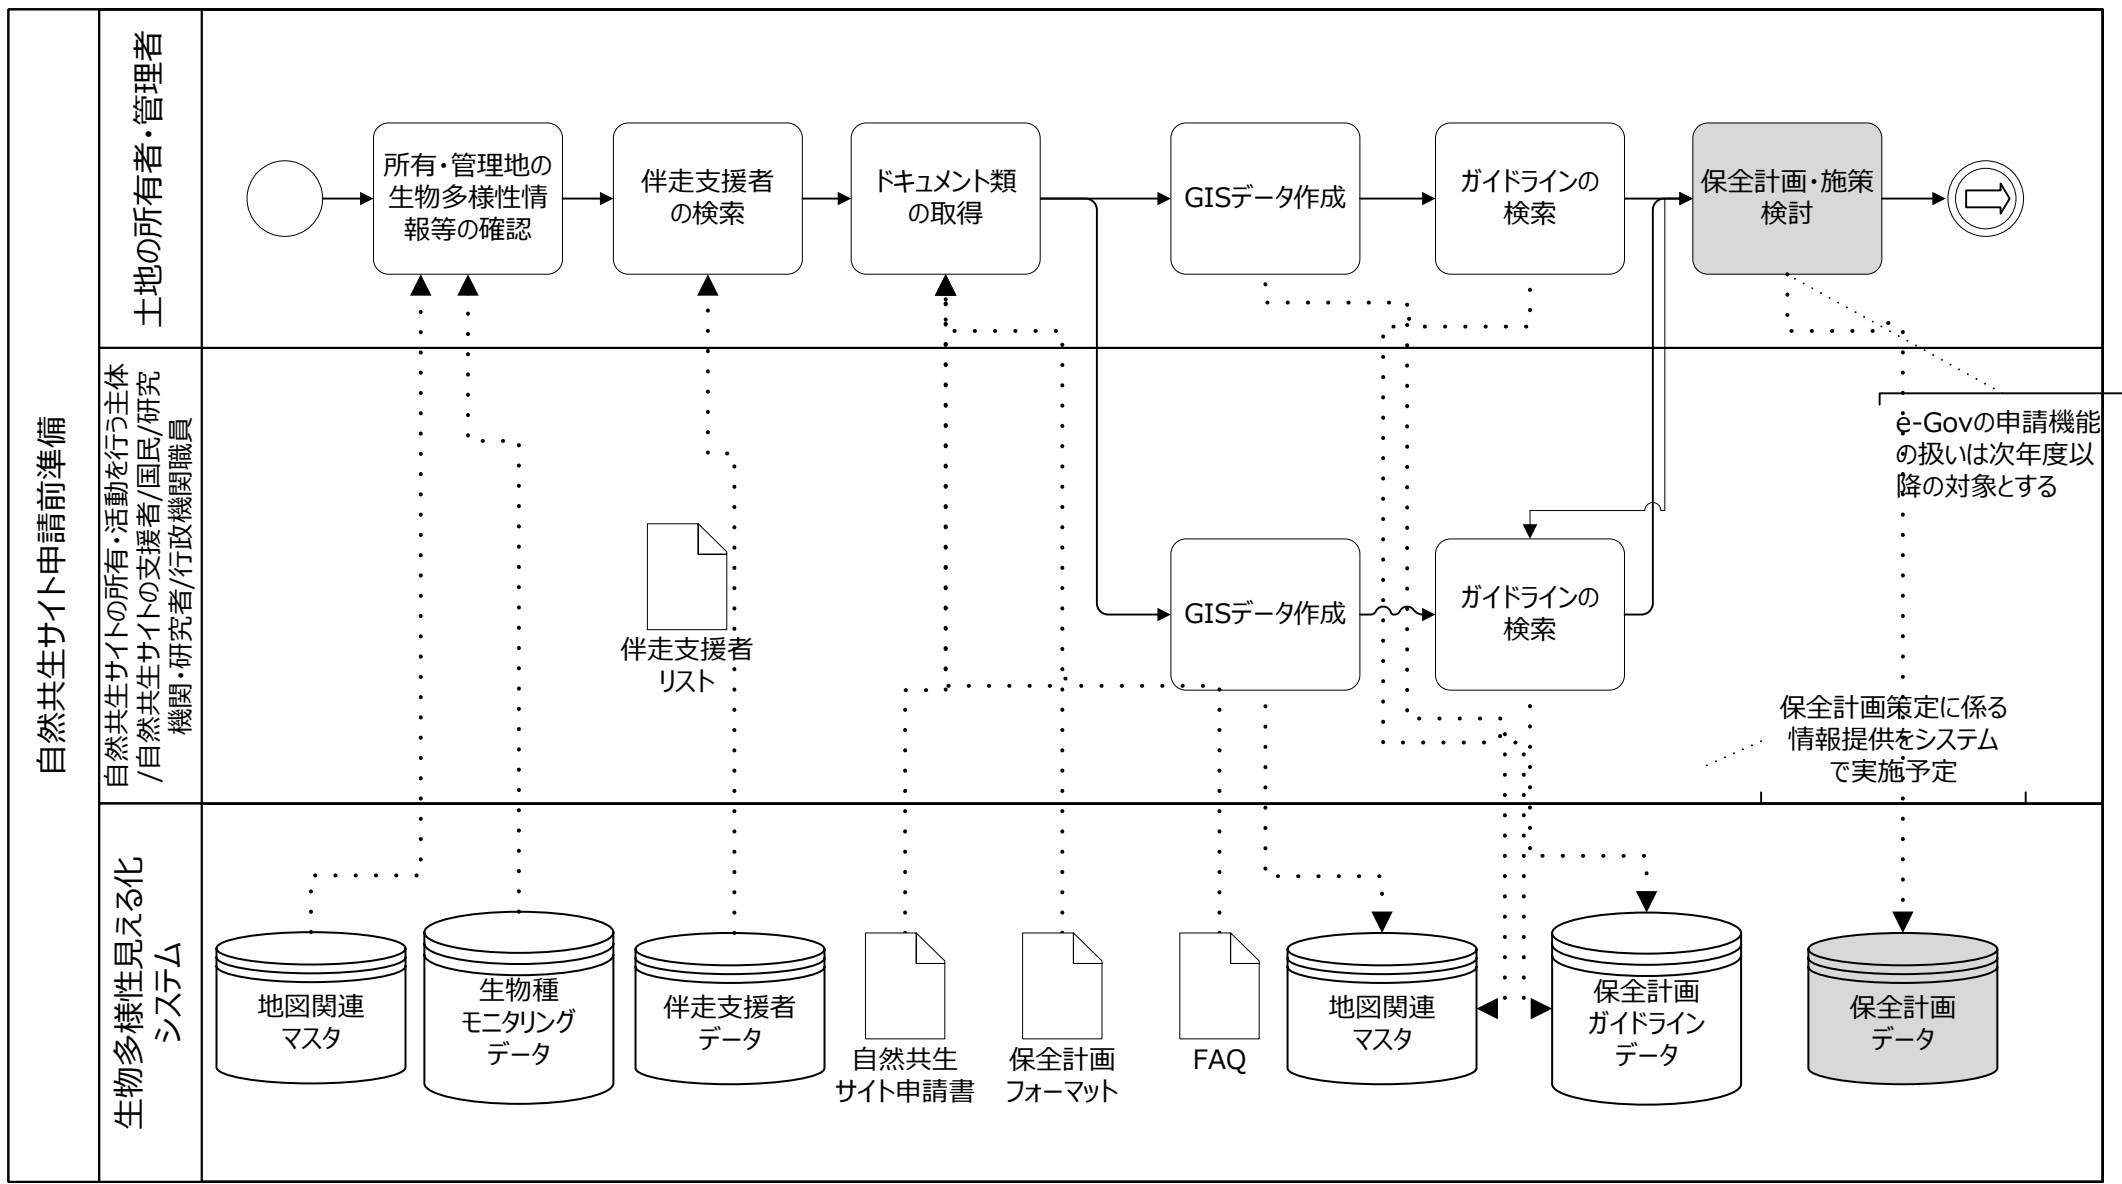 自然共生サイト申請前準備
土地の所有者・管理者
所有・管理地の
生物多様性情
報等の確認
伴走支援者
の検索
ドキュメント類
の取得
GISデータ作成
ガイドラインの
検索
保全計画・施策
検討
自然共生サイトの所有・活動を行う主体
/自然共生サイトの支援者/国民/研究
機関・研究者/行政機関職員
伴走支援者
リスト
GISデータ作成
ガイドラインの
検索
e-Govの申請機能
の扱いは次年度以
降の対象とする
保全計画策定に係る
情報提供をシステム
で実施予定
生物多様性見える化
システム
地図関連
マスタ
生物種
モニタリング
データ
伴走支援者
データ
自然共生
サイト申請書
保全計画
フォーマット
FAQ
地図関連
マスタ
保全計画
ガイドライン
データ
保全計画
データ